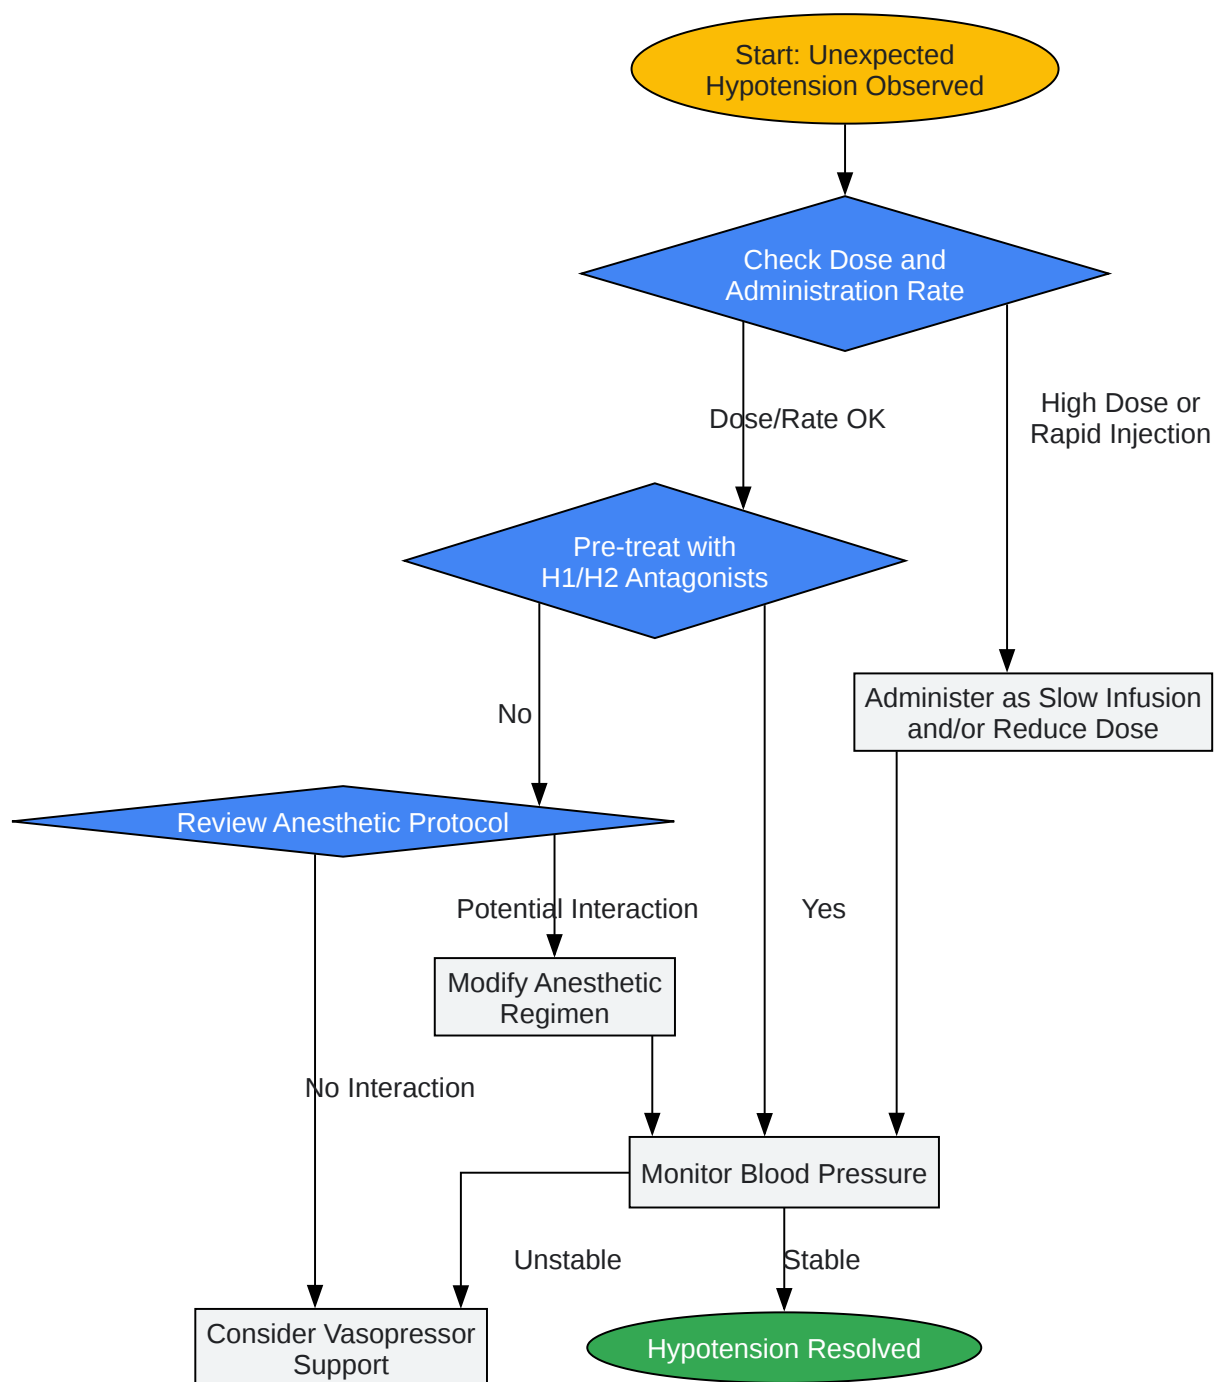 Start: Unexpected
Hypotension Observed
Check Dose and
Administration Rate
Dose/Rate OK
High Dose or
Rapid Injection
Pre-treat with
H1/H2 Antagonists
No
Administer as Slow Infusion
and/or Reduce Dose
Review Anesthetic Protocol
Potential Interaction
Yes
Modify Anesthetic
Regimen
No Interaction
Monitor Blood Pressure
Unstable
Stable
Consider Vasopressor
Support
Hypotension Resolved